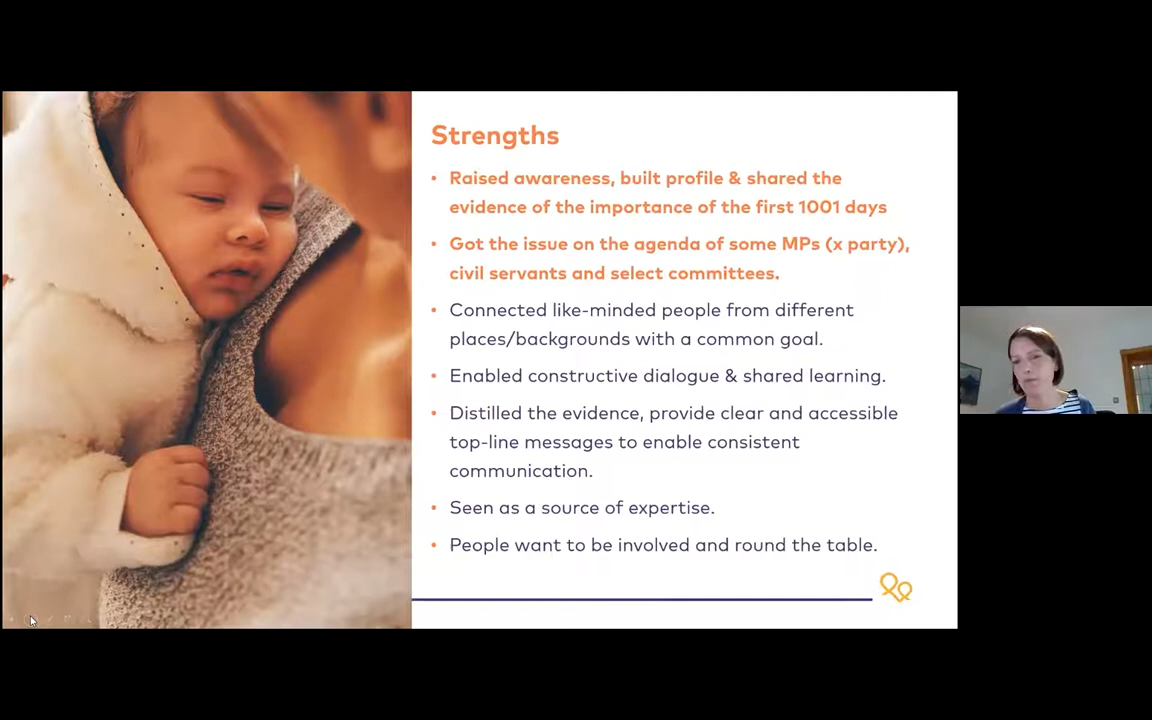 Strengths
• Raised awareness, built profile & shared the
evidence of the importance of the first 1001 days
• Got the issue on the agenda of some MPs (x party),
civil servants and select committees.
• Connected like-minded people from different
places/backgrounds with a common goal.
• Enabled constructive dialogue & shared learning.
• Distilled the evidence, provide clear and accessible
top-line messages to enable consistent
communication.
• Seen as a source of expertise.
• People want to be involved and round the table.